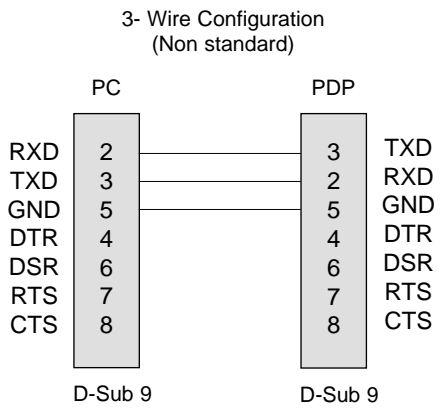 3- Wire Configuration
(Non standard)
PC PDP
RXD 2 3 TXD
TXD 3 2 RXD
GND 5 5 GND
DTR 4 4 DTR
DSR 6 6 DSR
RTS 7 7 RTS
CTS 8 8 CTS
D-Sub 9 D-Sub 9